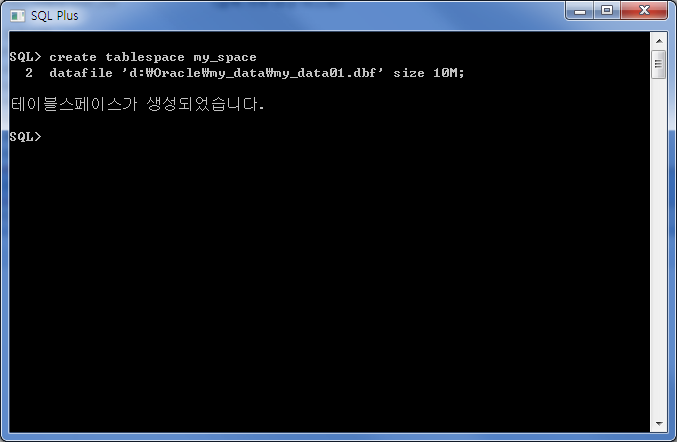 SQL Plus
SQL> create tablespace my_space
2 datafile 'd:₩Oracle₩my_data₩my_data01.dbf' size 10M;
테이블스페이스가 생성되었습니다.
SQL>